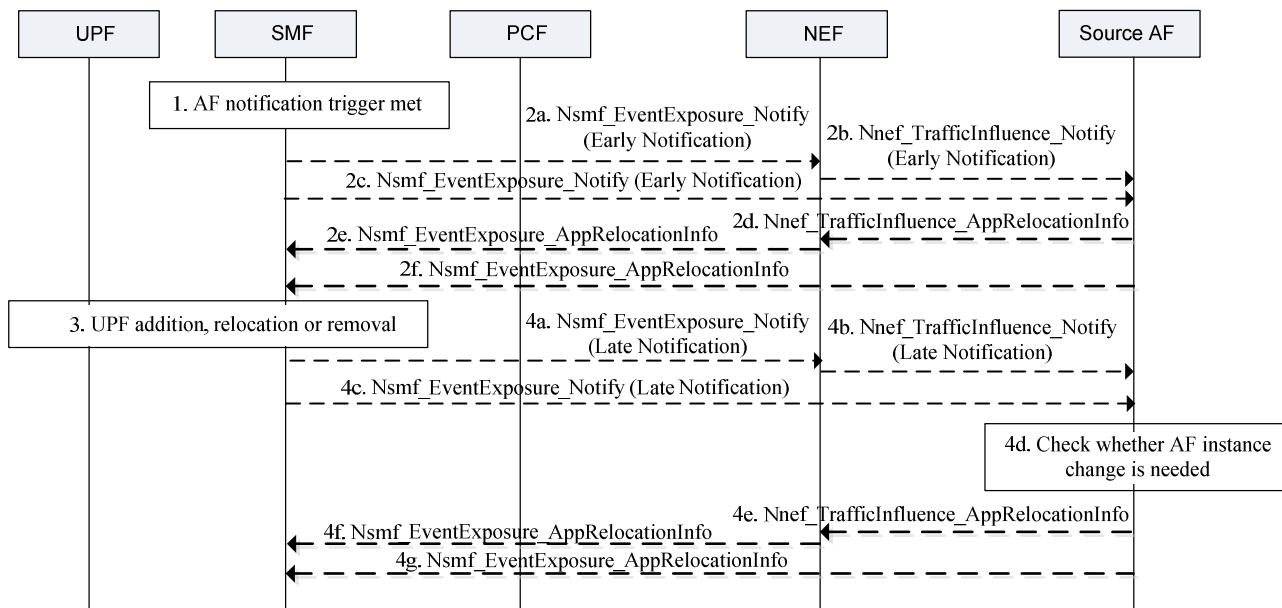 UPF
SMF
PCF
NEF
Source AF
1. AF notification trigger met
2a. Nsmf_EventExposure_Notify
(Early Notification)
2b. Nnef_TrafficInfluence_Notify
(Early Notification)
2c. Nsmf_EventExposure_Notify (Early Notification)
2d. Nnef_TrafficInfluence_AppRelocationInfo
2e. Nsmf_EventExposure_AppRelocationInfo
2f. Nsmf_EventExposure_AppRelocationInfo
3. UPF addition, relocation or removal
4a. Nsmf_EventExposure_Notify
(Late Notification)
4b. Nnef_TrafficInfluence_Notify
(Late Notification)
4c. Nsmf_EventExposure_Notify (Late Notification)
4d. Check whether AF instance
change is needed
4e. Nnef_TrafficInfluence_AppRelocationInfo
4f. Nsmf_EventExposure_AppRelocationInfo
4g. Nsmf_EventExposure_AppRelocationInfo